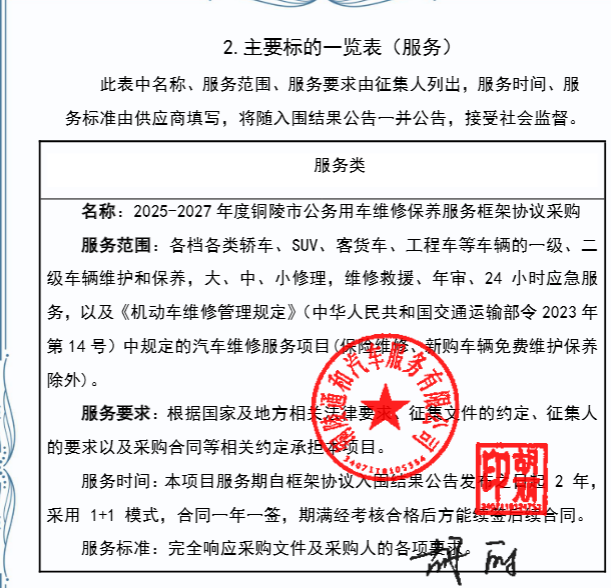 2.主要标的一览表（服务）
此表中名称、服务范围、服务要求由征集人列出，服务时间、服
务标准由供应商填写，将随入围结果公告一并公告，接受社会监督。
服务类
名称：2025-2027 年度铜陵市公务用车维修保养服务框架协议采购
服务范围：各档各类轿车、SUV、客货车、工程车等车辆的一级、二
级车辆维护和保养，大、中、小修理，维修救援、年审、24 小时应急服
务，以及《机动车维修管理规定》（中华人民共和国交通运输部令 2023 年
第 14 号）中规定的汽车维修服务项目(保险维修、新购车辆免费维护保养
除外)。
服务要求：根据国家及地方相关法律要求、征集文件的约定、征集人
的要求以及采购合同等相关约定承担本项目。
服务时间：本项目服务期自框架协议入围结果公告发布之日起 2 年，
采用 1+1 模式，合同一年一签，期满经考核合格后方能续签后续合同。
服务标准：完全响应采购文件及采购人的各项要求。
铜陵通和汽车服务有限公司